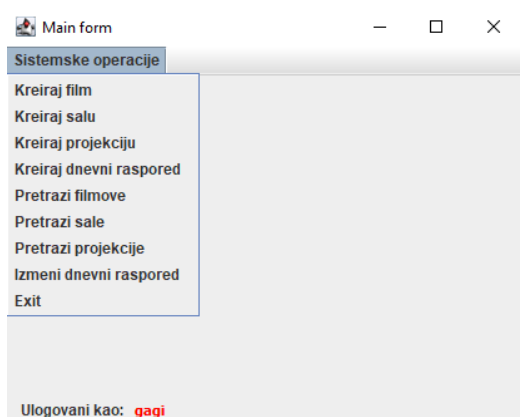 Main form
Sistemske operacije
Kreiraj film
Kreiraj salu
Kreiraj projekciju
Kreiraj dnevni raspored
Pretrazi filmove
Pretrazi sale
Pretrazi projekcije
Izmeni dnevni raspored
Exit
Ulogovani kao: gagi